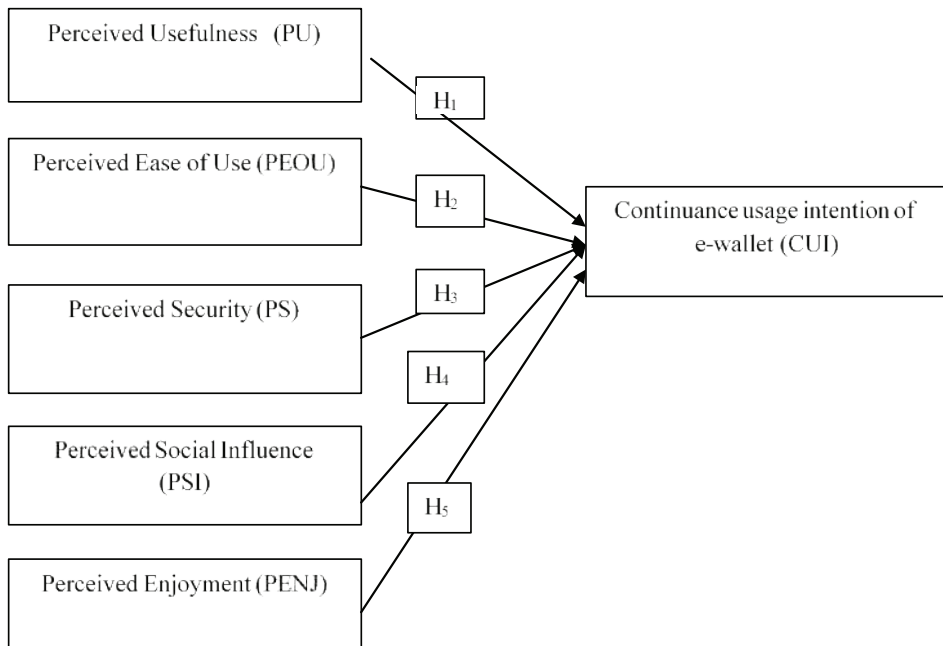 Perceived Usefulness (PU)
H₁
Perceived Ease of Use (PEOU)
H₂
Continuance usage intention of
e-wallet (CUI)
Perceived Security (PS)
H₃
H₄
Perceived Social Influence
(PSI)
H₅
Perceived Enjoyment (PENJ)